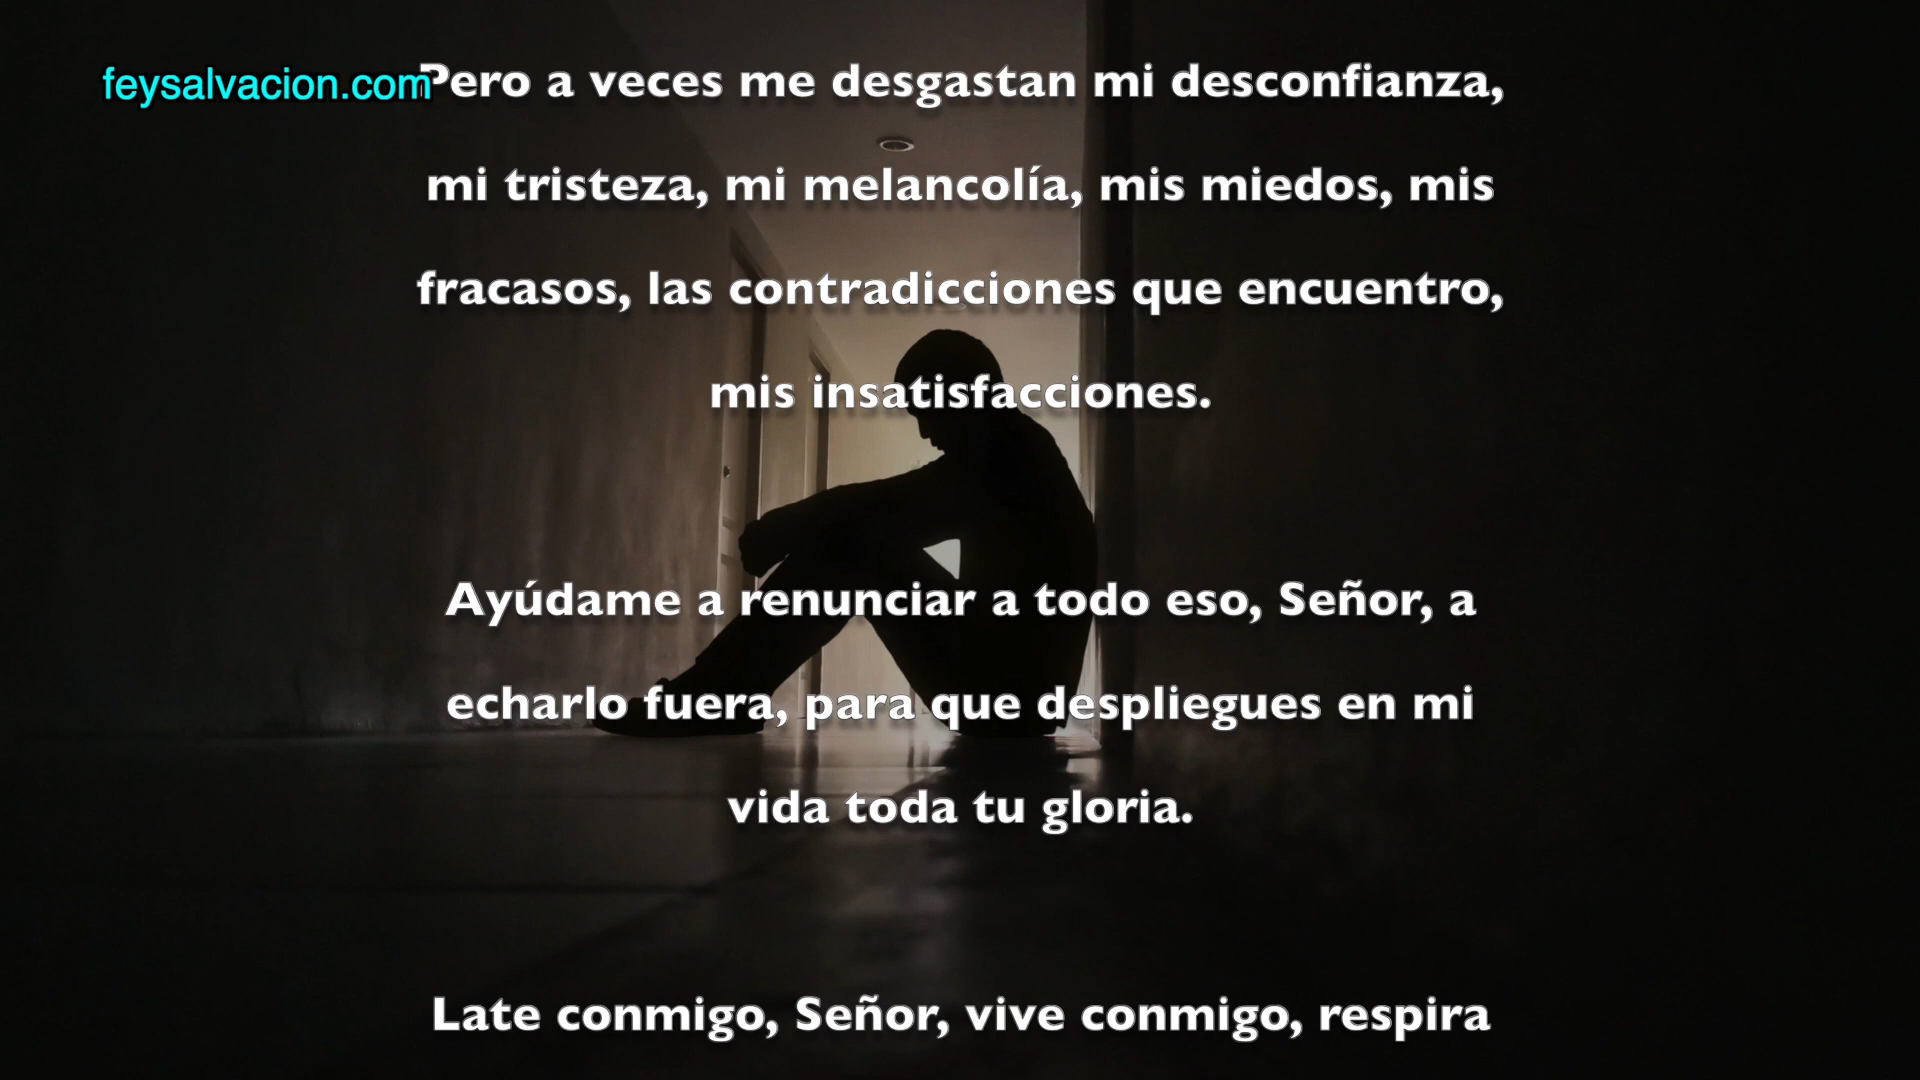 feysalvacion.com
Pero a veces me desgastan mi desconfianza,
mi tristeza, mi melancolía, mis miedos, mis
fracasos, las contradicciones que encuentro,
mis insatisfacciones.
Ayúdame a renunciar a todo eso, Señor, a
echarlo fuera, para que despliegues en mi
vida toda tu gloria.
Late conmigo, Señor, vive conmigo, respira